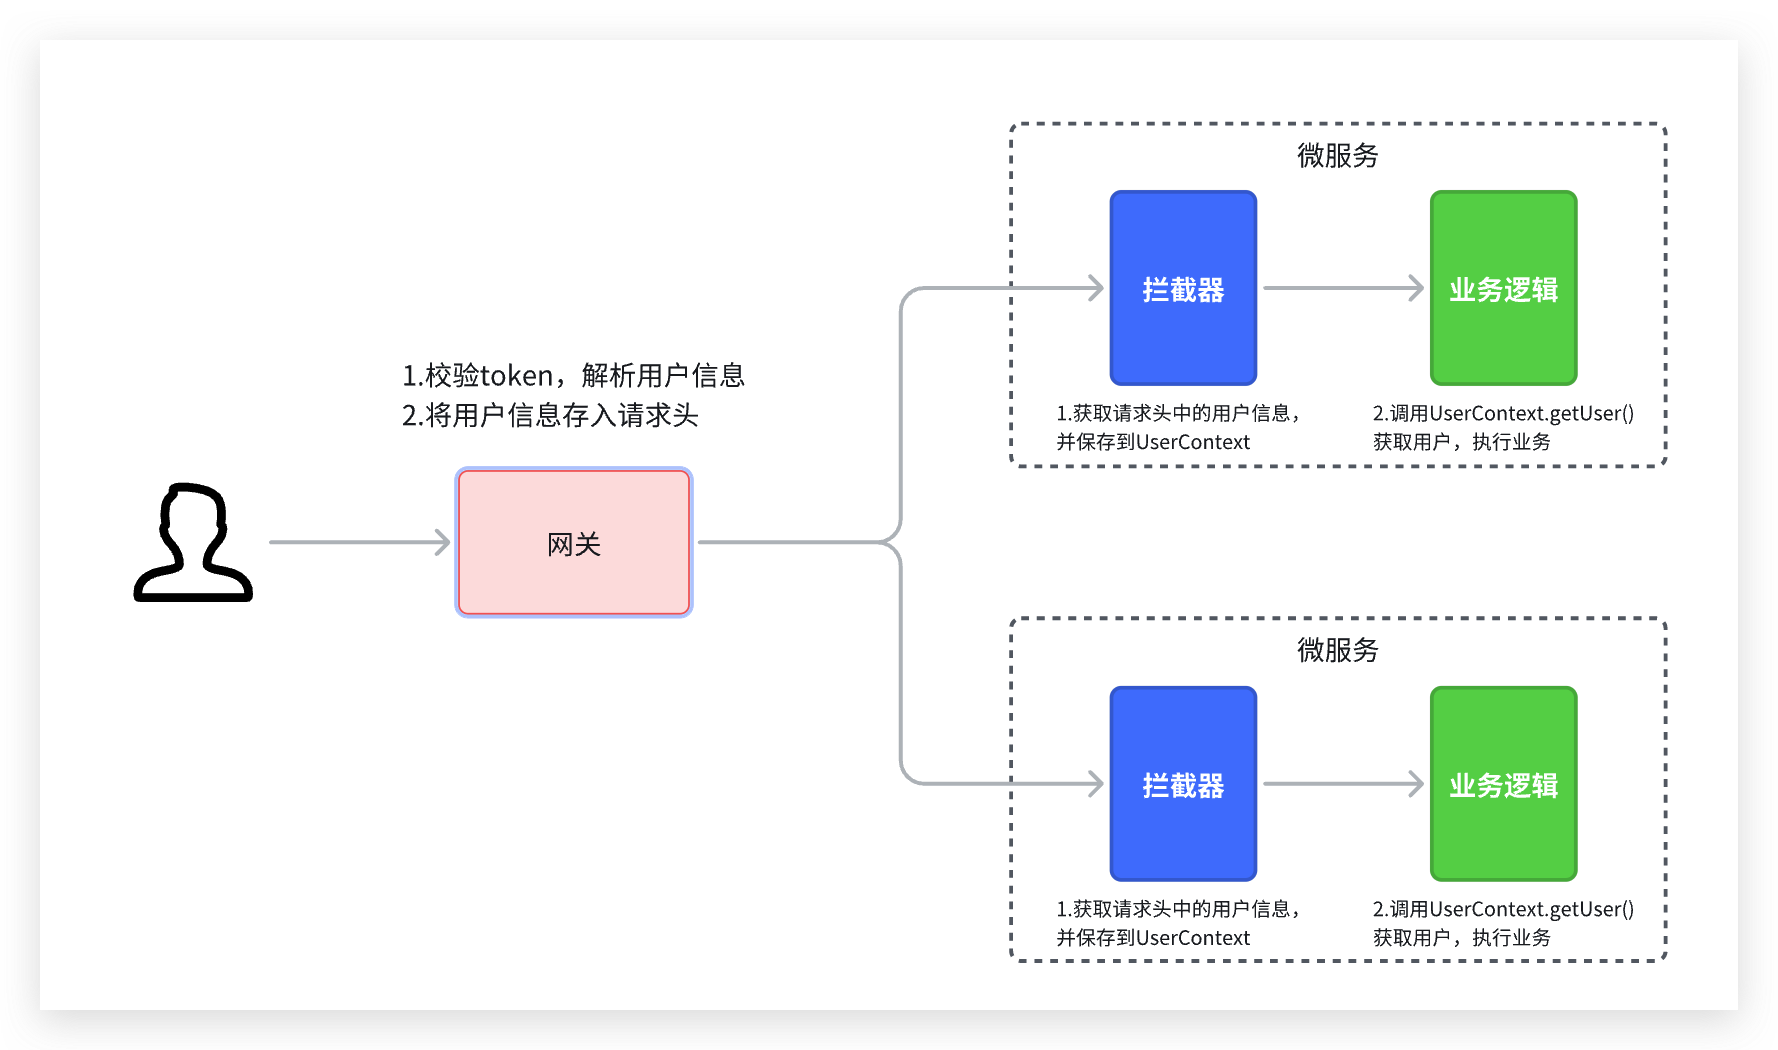 1.校验token，解析用户信息
2.将用户信息存入请求头
网关
微服务
拦截器
业务逻辑
1.获取请求头中的用户信息，
并保存到UserContext
2.调用UserContext.getUser()
获取用户，执行业务
微服务
拦截器
业务逻辑
1.获取请求头中的用户信息，
并保存到UserContext
2.调用UserContext.getUser()
获取用户，执行业务